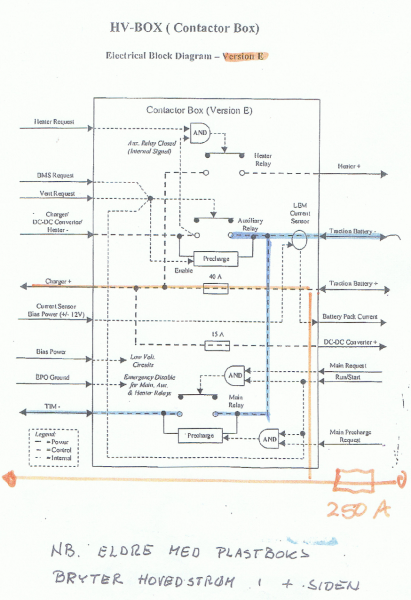 HV-BOX ( Contactor Box)
Electrical Block Diagram – Version E
Contactor Box (Version E)
Heater Request
Aux. Relay Closed
(Internal Signal)
AND
Heater
Relay
Heater +
BMS Request
Vent Request
Charger/
DC-DC Converter/
Heater -
Auxiliary
Relay
LEM
Current
Sensor
Traction Battery -
Precharge
Enable
40 A
Charger +
Traction Battery +
Current Sensor
Bias Power (+/- 12V)
Battery Pack Current
15 A
DC-DC Converter +
Bias Power
Low Volt.
Circuits
Main Request
Run/Start
AND
EPO Ground
Emergency Disable
for Main, Aux.
& Heater Relays
Main
Relay
TIM -
Legend:
Power
Control
Internal
Precharge
AND
Main Precharge
Request
250 A
NB. ELDRE MED PLASTBOKS
BRYTER HOVEDSTRØM I + SIDEN